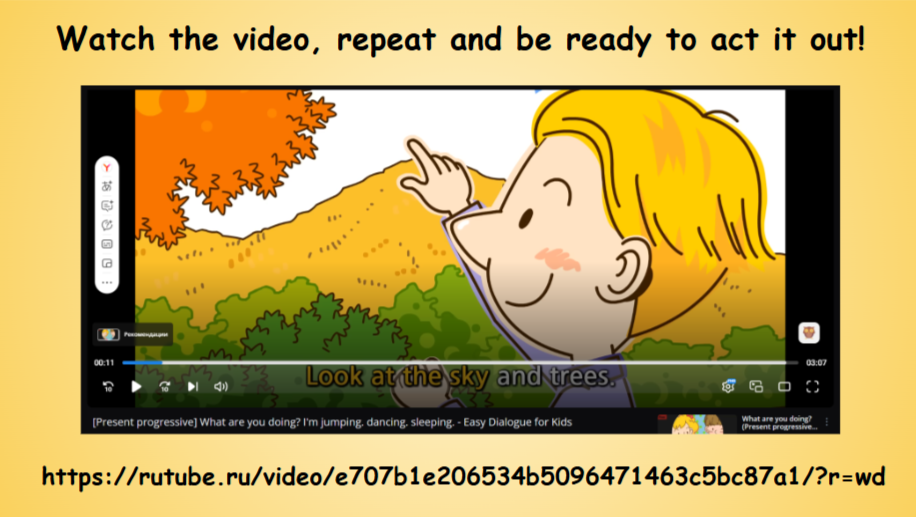 Watch the video, repeat and be ready to act it out!
Y
Рекомендации
00:11
03:07
10
10
Look at the sky and trees.
[Present progressive] What are you doing? I'm jumping. dancing. sleeping. - Easy Dialogue for Kids
What are you doing?
(Present progressive...
https://rutube.ru/video/e707b1e206534b5096471463c5bc87a1/?r=wd